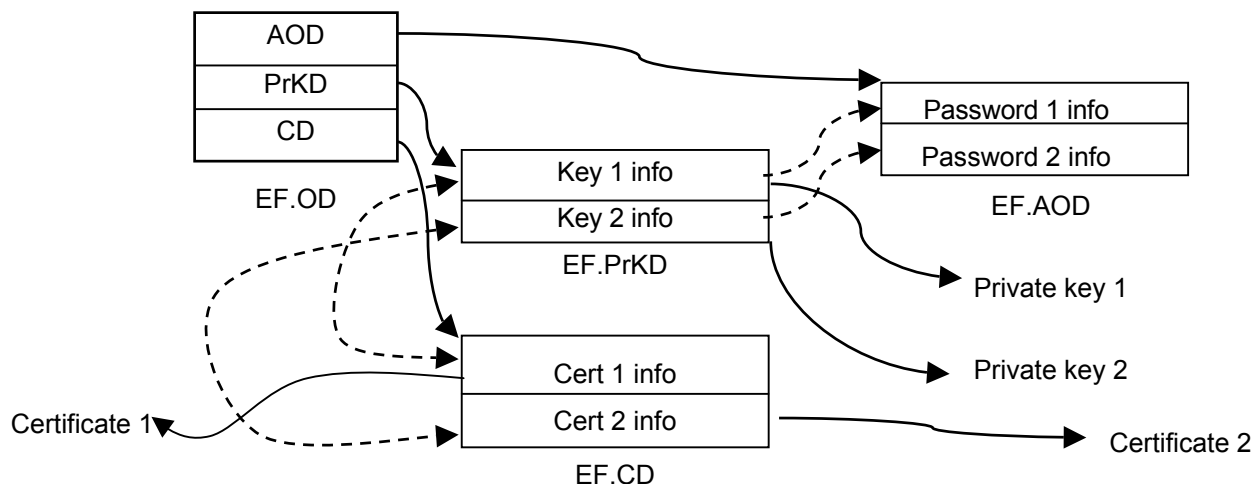 AOD
PrKD
CD
EF.OD
Password 1 info
Password 2 info
EF.AOD
Key 1 info
Key 2 info
EF.PrKD
Private key 1
Private key 2
Cert 1 info
Cert 2 info
EF.CD
Certificate 1
Certificate 2